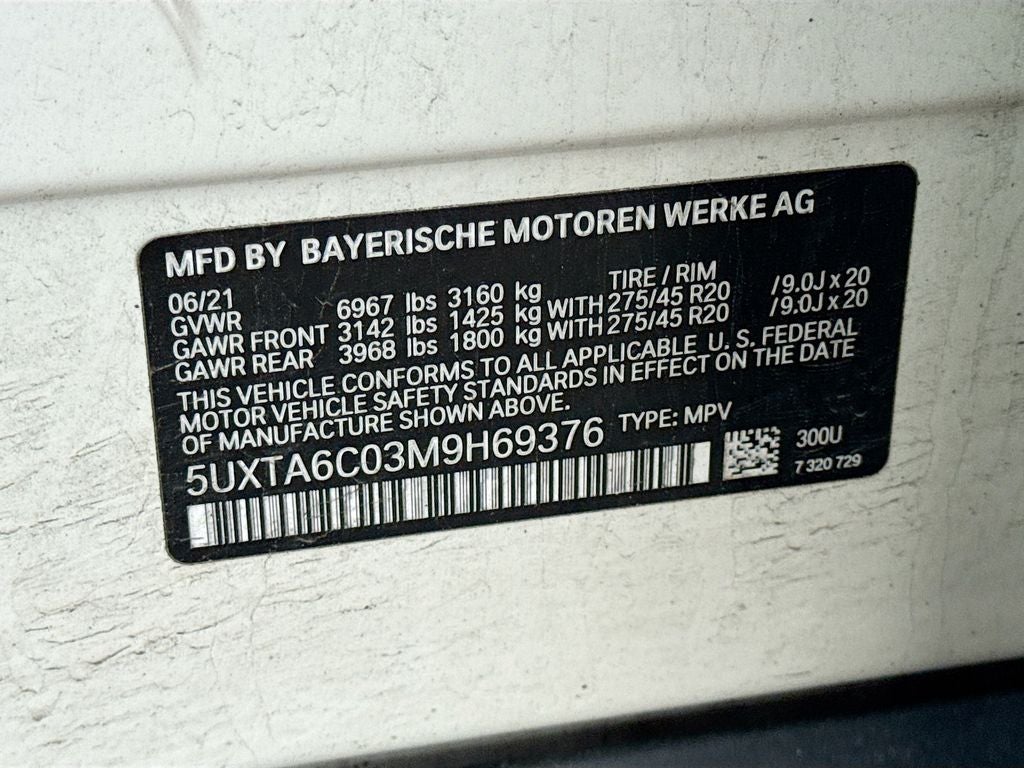 MFD BY BAYERISCHE MOTOREN WERKE AG
06/21 TIRE / RIM
GVWR 6967 lbs 3160 kg
GAWR FRONT 3142 lbs 1425 kg WITH 275/45 R20 /9.0J x 20
GAWR REAR 3968 lbs 1800 kg WITH 275/45 R20 /9.0J x 20
THIS VEHICLE CONFORMS TO ALL APPLICABLE U. S. FEDERAL
MOTOR VEHICLE SAFETY STANDARDS IN EFFECT ON THE DATE
OF MANUFACTURE SHOWN ABOVE.
5UXTA6C03M9H69376 TYPE: MPV
300U
7 320 729